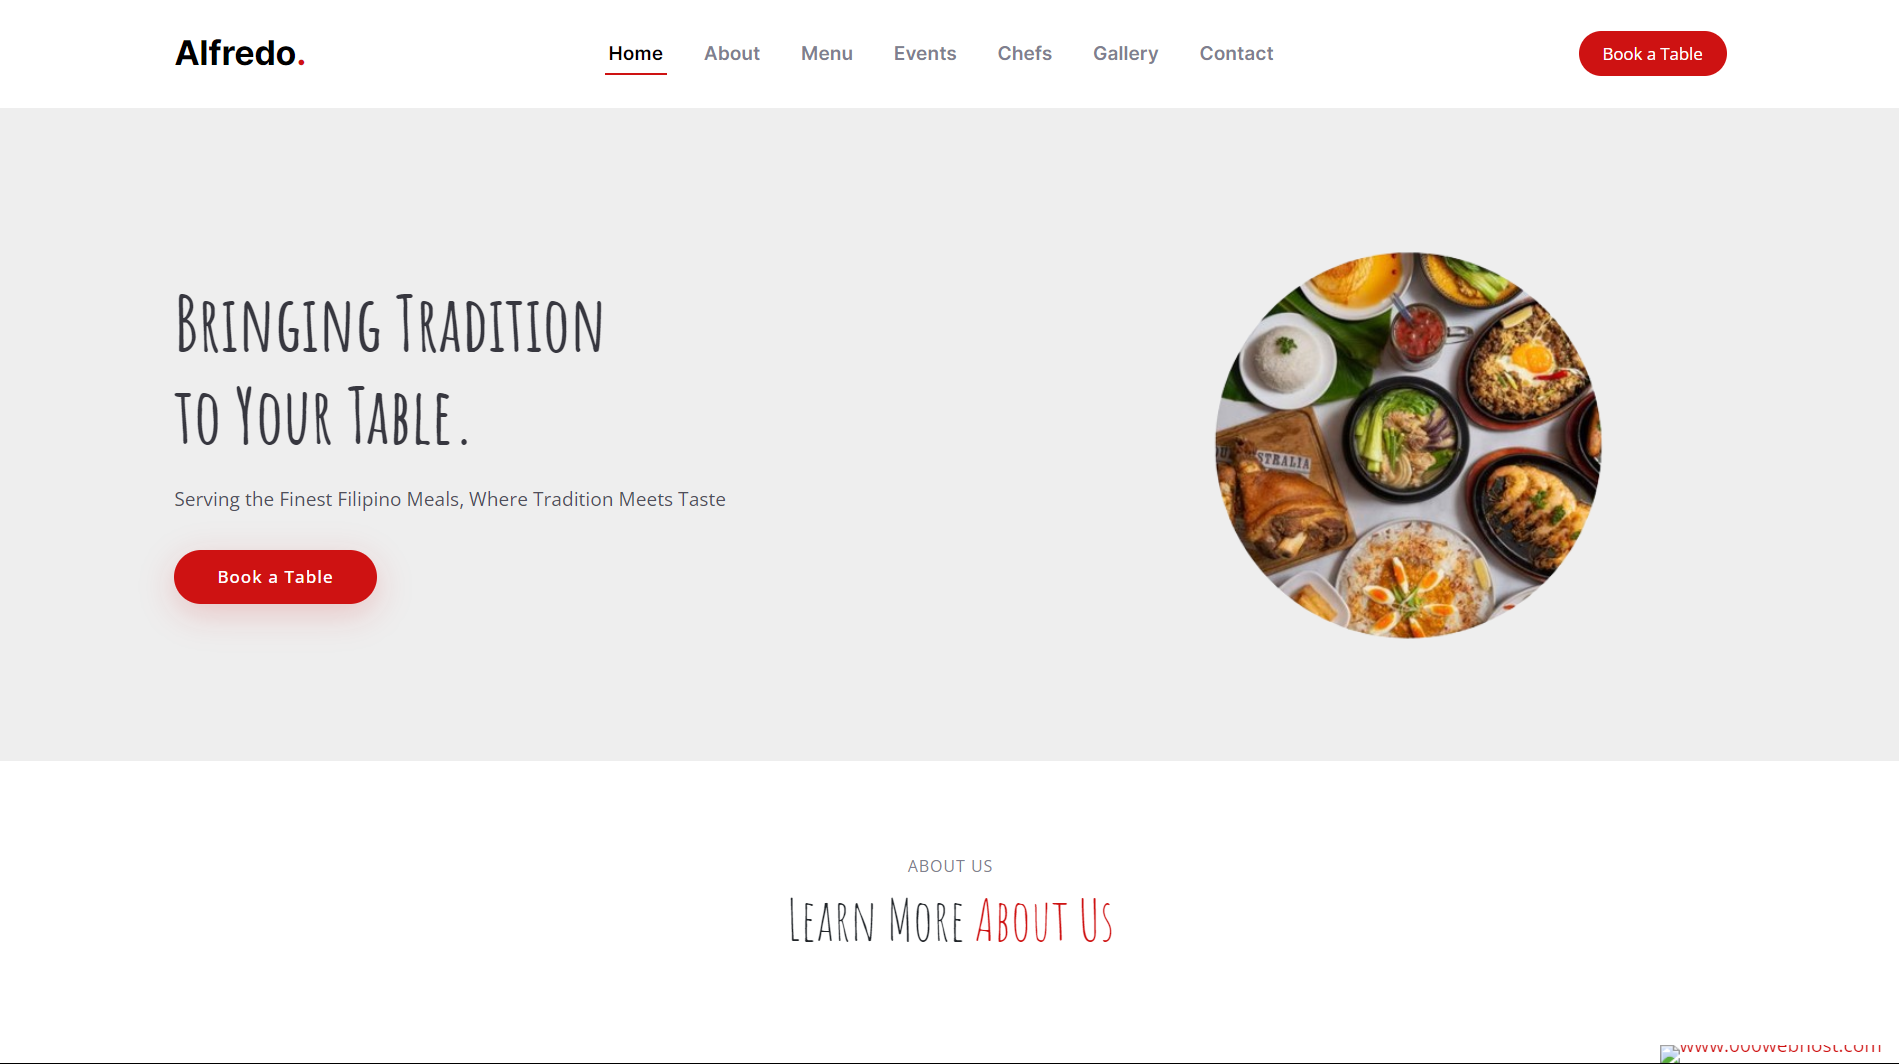 Alfredo.
Home About Menu Events Chefs Gallery Contact
Book a Table
Bringing Tradition
to Your Table.
Serving the Finest Filipino Meals, Where Tradition Meets Taste
Book a Table
STRALIA
ABOUT US
Learn More About Us
www.000webhost.com